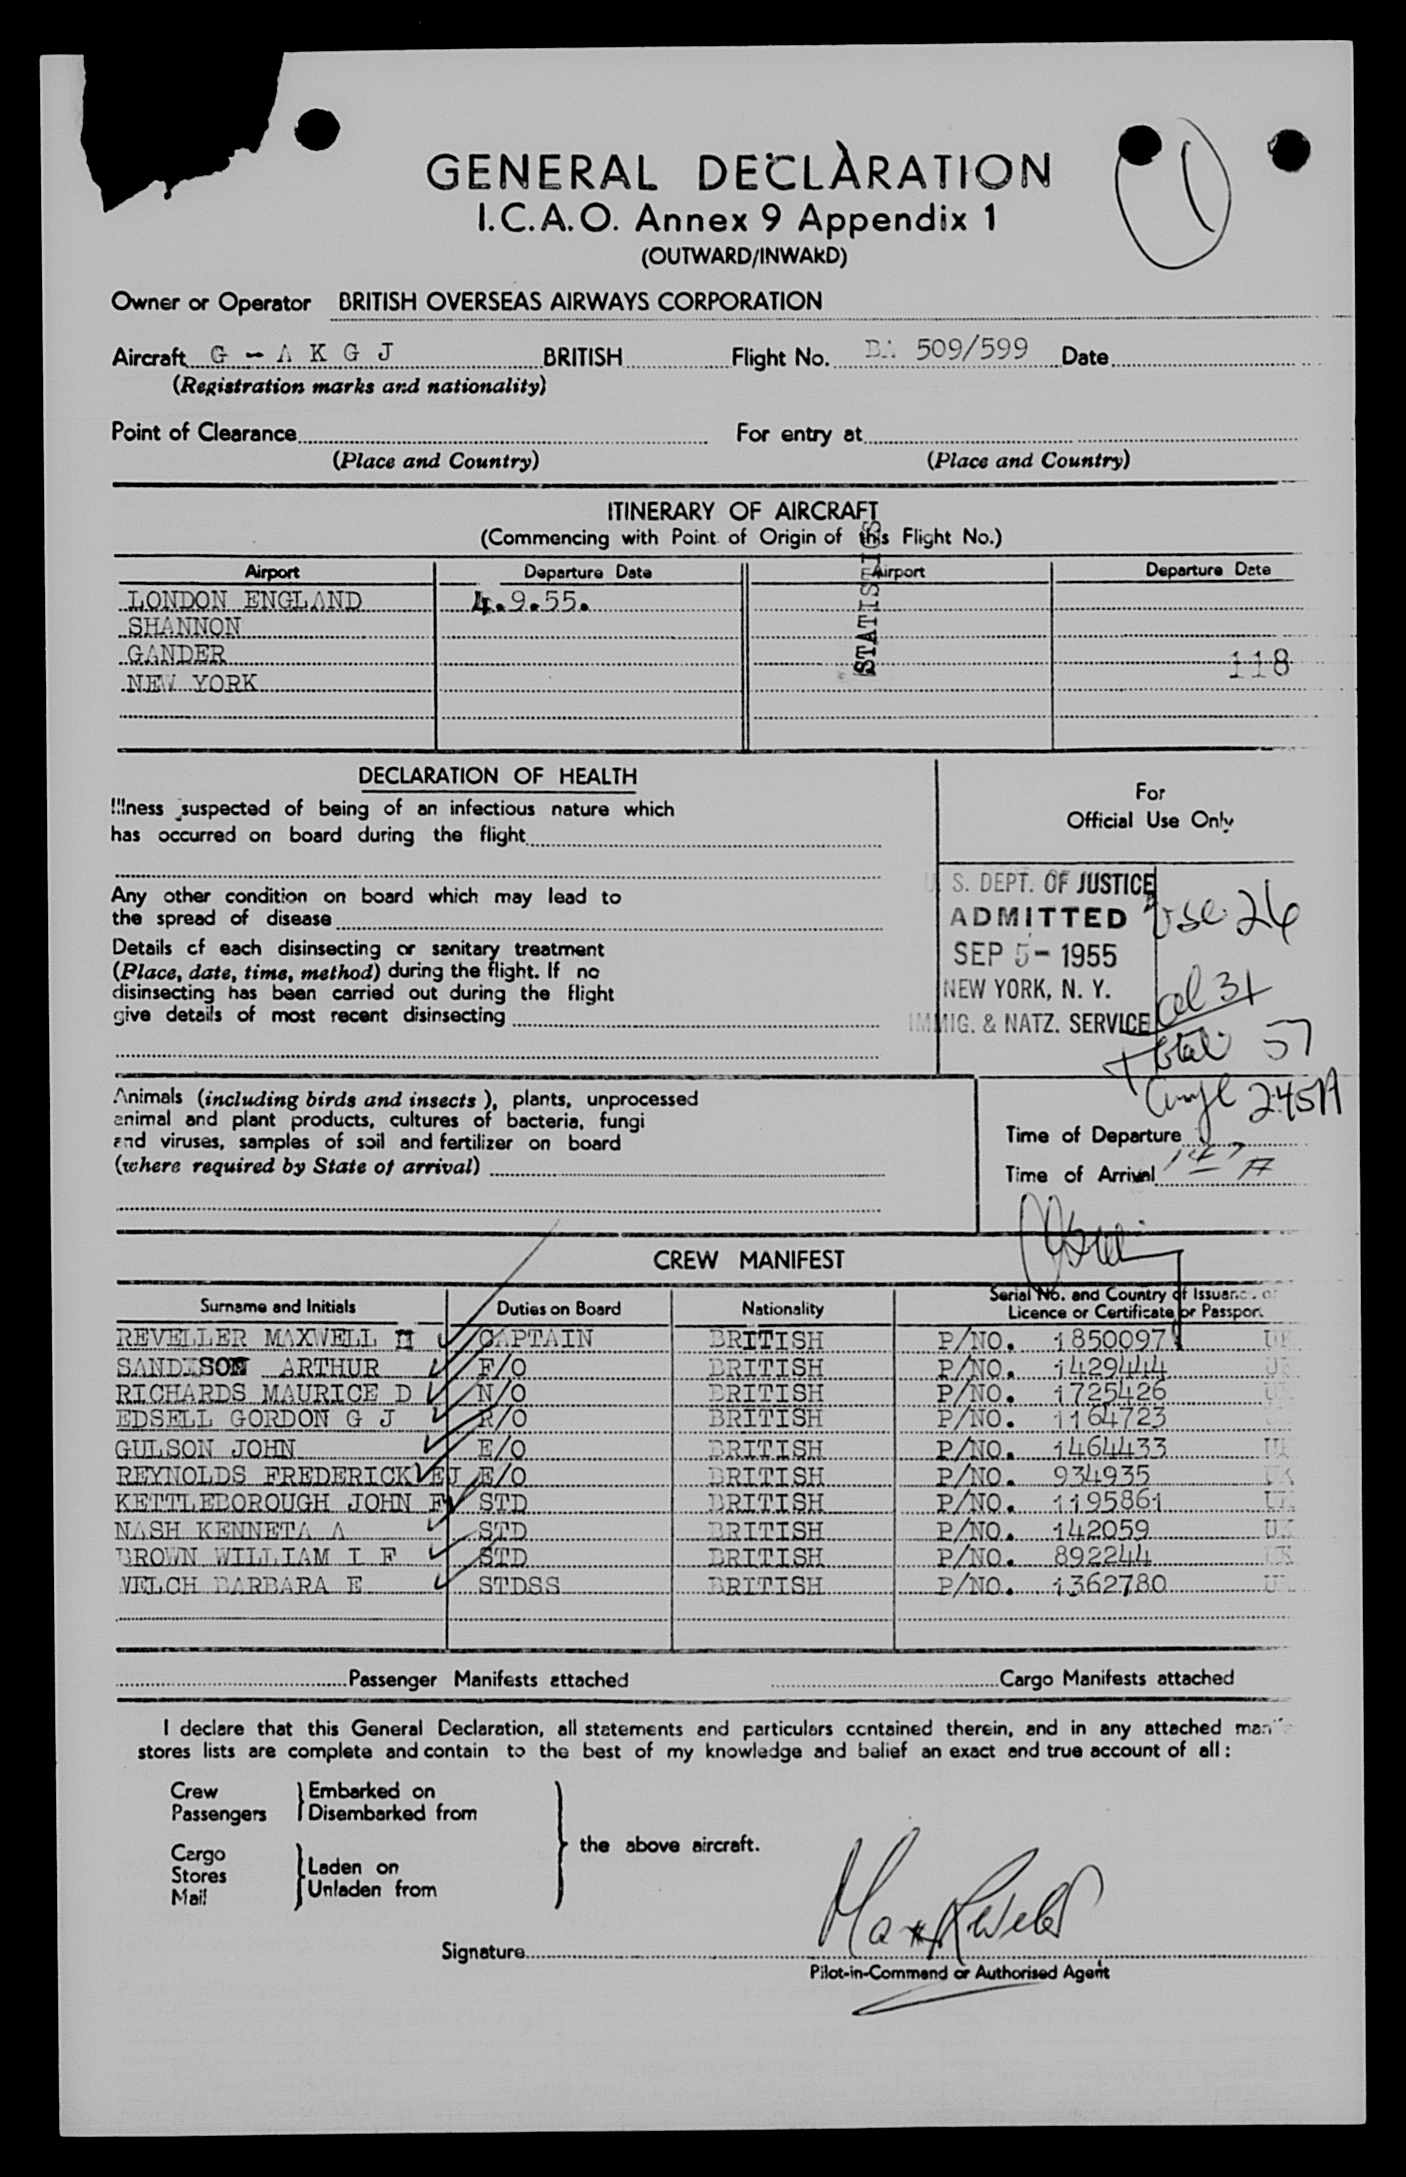 GENERAL DECLARATION
I.C.A.O. Annex 9 Appendix 1
(OUTWARD/INWARD)
1
Owner or Operator BRITISH OVERSEAS AIRWAYS CORPORATION
Aircraft G - A K G J BRITISH Flight No. BA 509/599 Date
(Registration marks and nationality)
Point of Clearance For entry at
(Place and Country) (Place and Country)
ITINERARY OF AIRCRAFT
(Commencing with Point of Origin of this Flight No.)
Airport Departure Date Airport Departure Date
LONDON ENGLAND 4.9.55.
SHANNON
GANDER 118
NEW YORK
STATISTICS
DECLARATION OF HEALTH
Illness suspected of being of an infectious nature which
has occurred on board during the flight
Any other condition on board which may lead to
the spread of disease
Details of each disinsecting or sanitary treatment
(Place, date, time, method) during the flight. If no
disinsecting has been carried out during the flight
give details of most recent disinsecting
For
Official Use Only
U. S. DEPT. OF JUSTICE
ADMITTED
SEP 5 - 1955
NEW YORK, N. Y.
IMMIG. & NATZ. SERVICE
26
31
Total 57
245A
Animals (including birds and insects), plants, unprocessed
animal and plant products, cultures of bacteria, fungi
and viruses, samples of soil and fertilizer on board
(where required by State of arrival)
Time of Departure
Time of Arrival
CREW MANIFEST
Surname and Initials Duties on Board Nationality Serial No. and Country of Issuance of
Licence or Certificate or Passport
REVELLER MAXWELL M CAPTAIN BRITISH P/NO. 1850097 UK
SANDISON ARTHUR F/O BRITISH P/NO. 1429444 UK
RICHARDS MAURICE D N/O BRITISH P/NO. 1725426 UK
EDSELL GORDON G J R/O BRITISH P/NO. 1164723
GULSON JOHN E/O BRITISH P/NO. 1464433 UK
REYNOLDS FREDERICK E J E/O BRITISH P/NO. 934935 UK
KETTLEBOROUGH JOHN F STD BRITISH P/NO. 1195861 UK
NASH KENNETA A STD BRITISH P/NO. 142059 UK
BROWN WILLIAM I F STD BRITISH P/NO. 892244 UK
WELCH BARBARA E STDSS BRITISH P/NO. 1362780 UK
Passenger Manifests attached Cargo Manifests attached
I declare that this General Declaration, all statements and particulars contained therein, and in any attached
stores lists are complete and contain to the best of my knowledge and belief an exact and true account of all :
Crew Embarked on
Passengers Disembarked from
the above aircraft.
Cargo
Stores Laden on
Mail Unladen from
Max Reveller
Signature
Pilot-in-Command or Authorised Agent